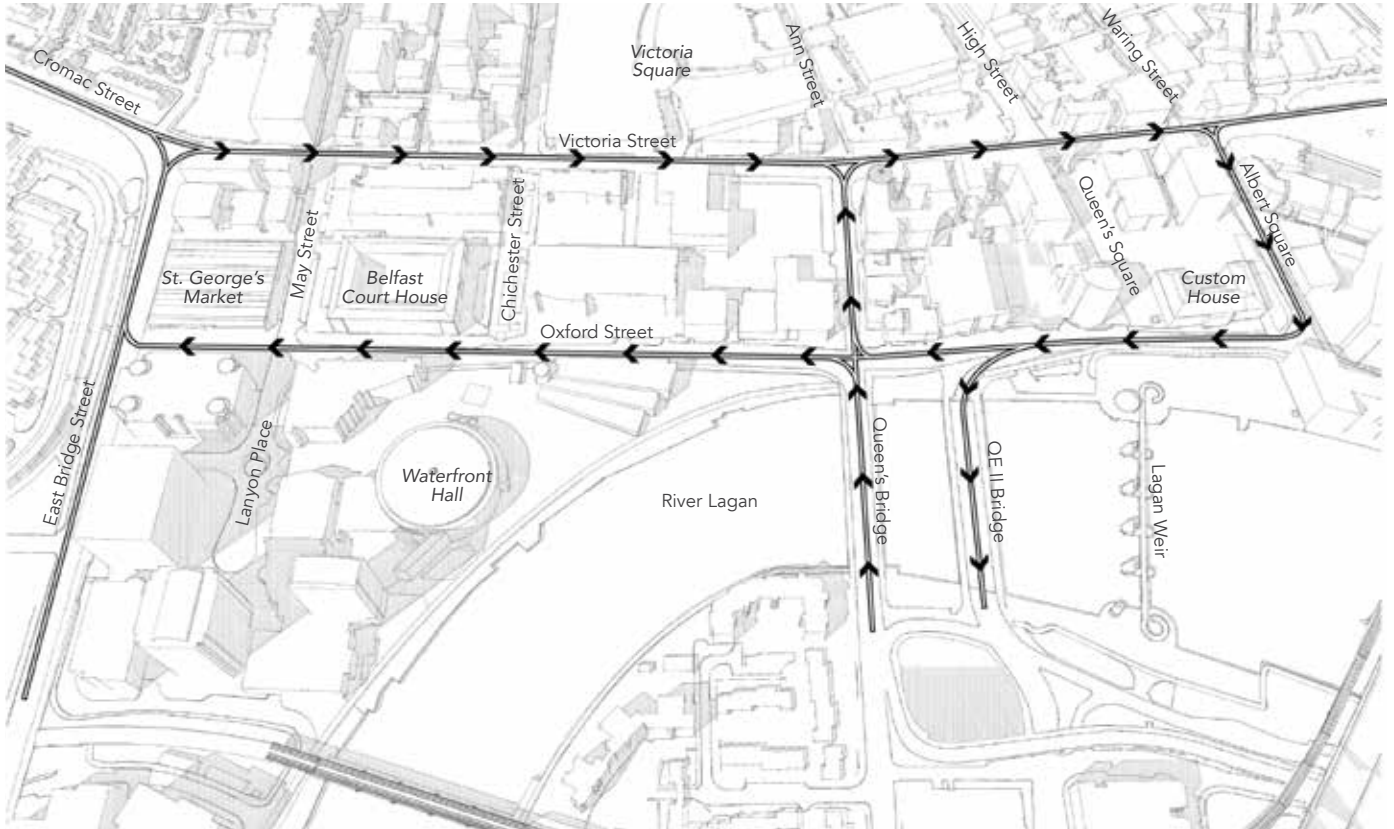 Cromac Street
Victoria
Square
Ann Street
High Street
Waring Street
Victoria Street
St. George's
Market
May Street
Belfast
Court House
Chichester Street
Queen's Square
Custom
House
Albert Square
Oxford Street
East Bridge Street
Lanyon Place
Waterfront
Hall
River Lagan
Queen's Bridge
QE II Bridge
Lagan Weir